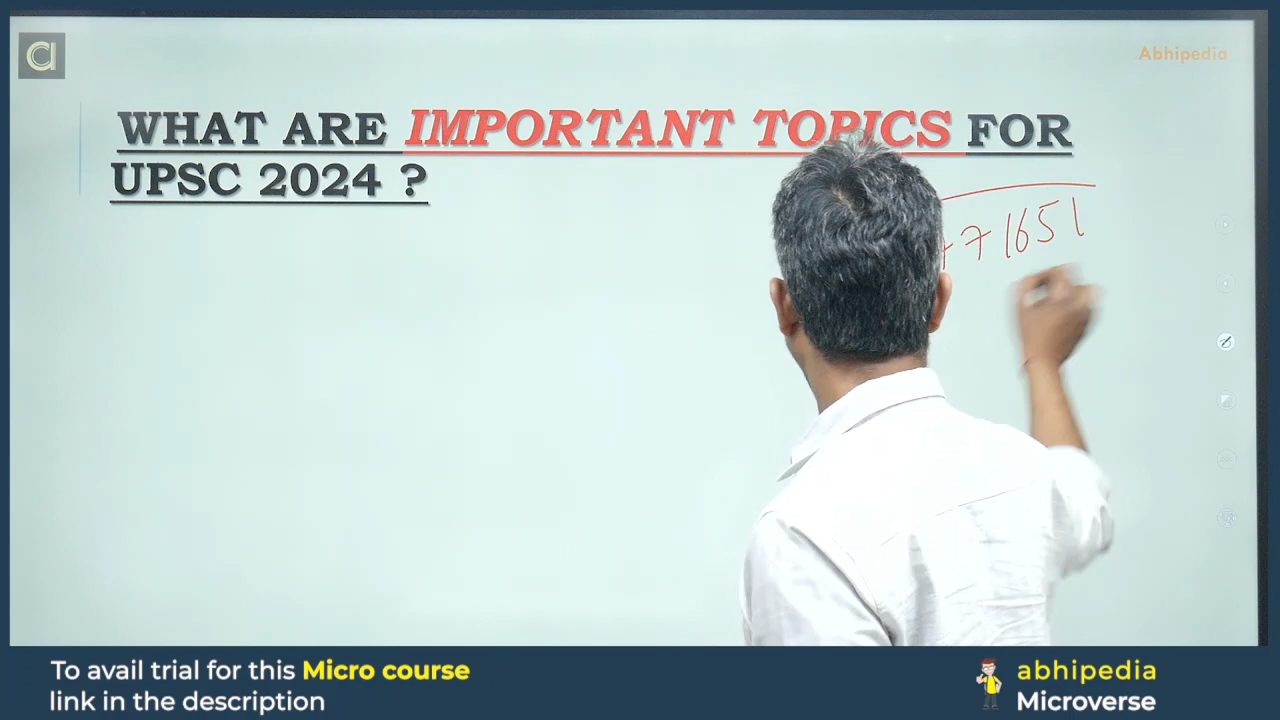 Abhipedia
WHAT ARE IMPORTANT TOPICS FOR
UPSC 2024 ?
71651
To avail trial for this Micro course
link in the description
abhipedia
Microverse